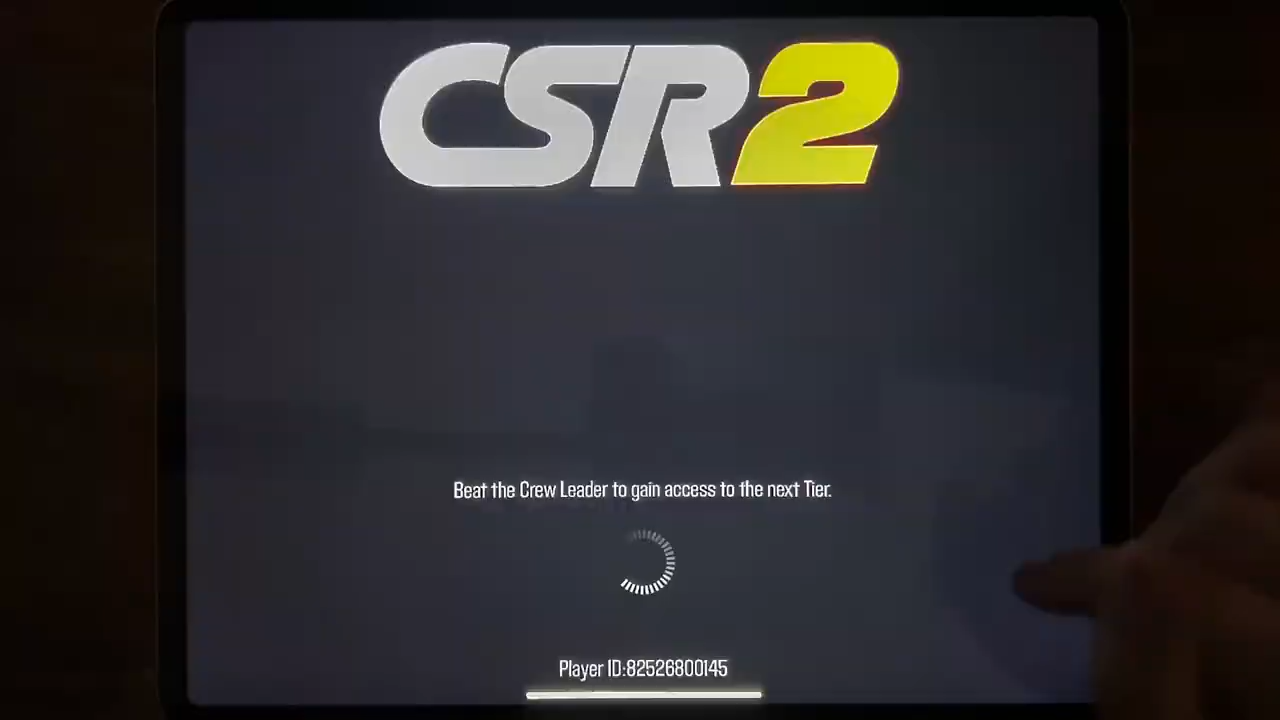 CSR2
Beat the Crew Leader to gain access to the next Tier.
Player ID:82526800145